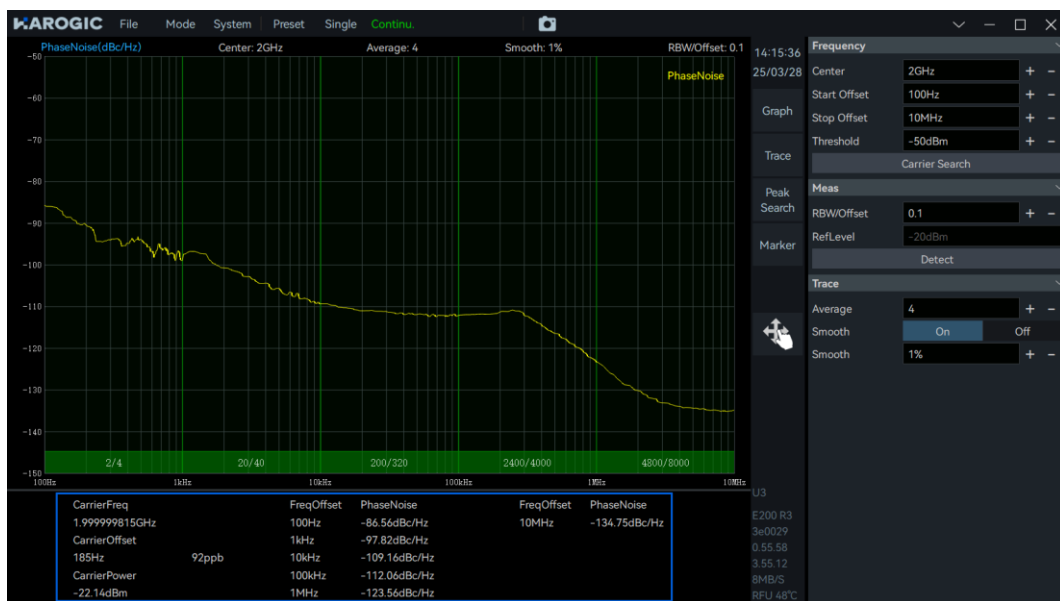 HAROGIC File Mode System Preset Single Continu.
PhaseNoise(dBc/Hz) Center: 2GHz Average: 4 Smooth: 1% RBW/Offset: 0.1
PhaseNoise
-50
-60
-70
-80
-90
-100
-110
-120
-130
-140
-150
2/4 20/40 200/320 2400/4000 4800/8000
100Hz 1kHz 10kHz 100kHz 1MHz 10MHz
CarrierFreq FreqOffset PhaseNoise FreqOffset PhaseNoise
1.999999815GHz 100Hz -86.56dBc/Hz 10MHz -134.75dBc/Hz
CarrierOffset 1kHz -97.82dBc/Hz
185Hz 92ppb 10kHz -109.16dBc/Hz
CarrierPower 100kHz -112.06dBc/Hz
-22.14dBm 1MHz -123.56dBc/Hz
14:15:36
25/03/28
Graph
Trace
Peak
Search
Marker
U3
E200 R3
3e0029
0.55.58
3.55.12
8MB/S
RFU 48°C
Frequency
Center 2GHz + -
Start Offset 100Hz + -
Stop Offset 10MHz + -
Threshold -50dBm + -
Carrier Search
Meas
RBW/Offset 0.1 + -
RefLevel -20dBm
Detect
Trace
Average 4 + -
Smooth On Off
Smooth 1% + -